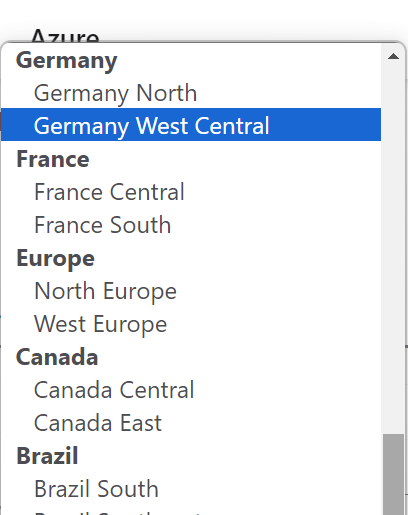 Azure
Germany
Germany North
Germany West Central
France
France Central
France South
Europe
North Europe
West Europe
Canada
Canada Central
Canada East
Brazil
Brazil South